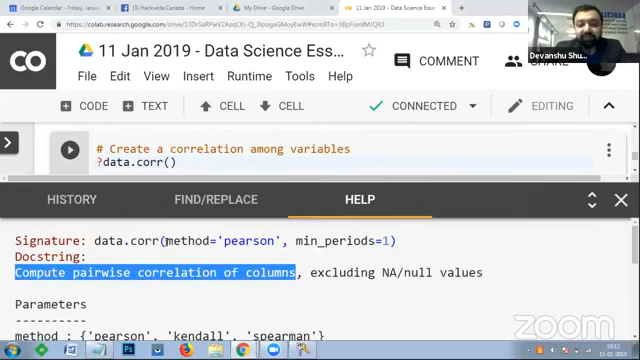 Google Calendar - Friday, Janua
Hackveda Canada - Home
My Drive - Google Drive
11 Jan 2019 - Data Science Esse
https://colab.research.google.com/drive/
11 Jan 2019 - Data Science Esse
COMMENT
Devanshu Shu...
File Edit View Insert Runtime Tools Help
CODE TEXT CELL CELL CONNECTED EDITING
# Create a correlation among variables
?data.corr()
HISTORY FIND/REPLACE HELP
Signature: data.corr(method='pearson', min_periods=1)
Docstring:
Compute pairwise correlation of columns, excluding NA/null values
Parameters
----------
method : {'pearson', 'kendall', 'spearman'}
zoom
19:12
11-01-2019